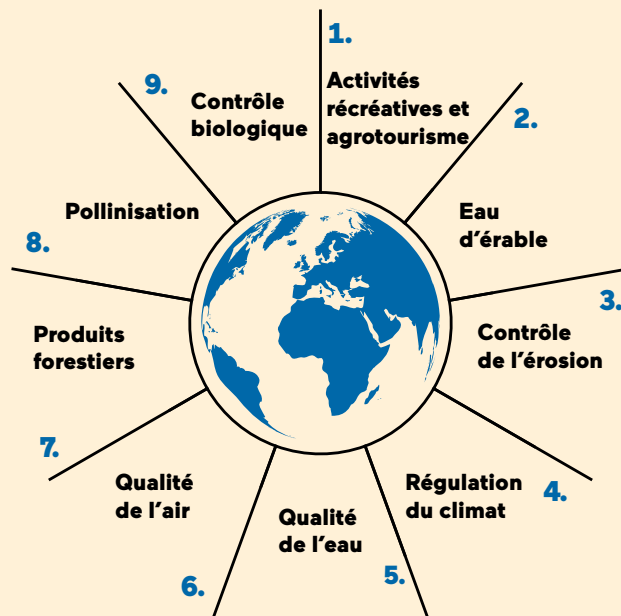 1.
Activités
récréatives et
agrotourisme
2.
Eau
d'érable
3.
Contrôle
de l'érosion
4.
Régulation
du climat
5.
Qualité
de l'eau
6.
Qualité
de l'air
7.
Produits
forestiers
8.
Pollinisation
9.
Contrôle
biologique